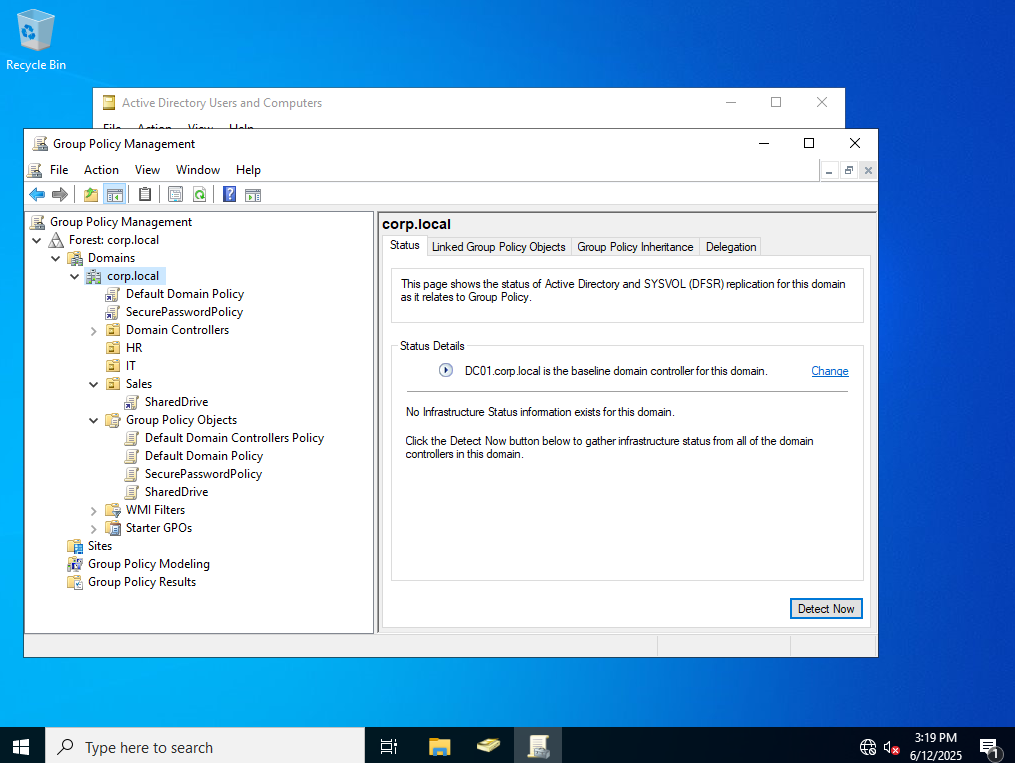 Recycle Bin
Active Directory Users and Computers
File Action View Help
Group Policy Management
File Action View Window Help
Group Policy Management
Forest: corp.local
Domains
corp.local
Default Domain Policy
SecurePasswordPolicy
Domain Controllers
HR
IT
Sales
SharedDrive
Group Policy Objects
Default Domain Controllers Policy
Default Domain Policy
SecurePasswordPolicy
SharedDrive
WMI Filters
Starter GPOs
Sites
Group Policy Modeling
Group Policy Results
corp.local
Status Linked Group Policy Objects Group Policy Inheritance Delegation
This page shows the status of Active Directory and SYSVOL (DFSR) replication for this domain
as it relates to Group Policy.
Status Details
DC01.corp.local is the baseline domain controller for this domain. Change
No Infrastructure Status information exists for this domain.
Click the Detect Now button below to gather infrastructure status from all of the domain
controllers in this domain.
Detect Now
Type here to search
3:19 PM
6/12/2025
1